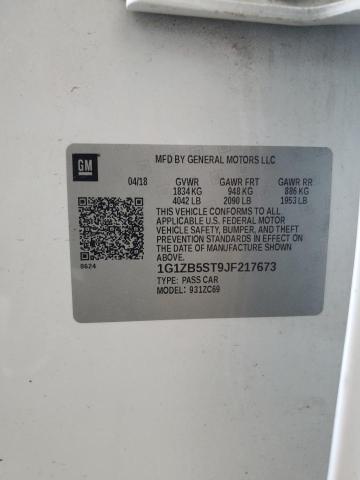 GM
MFD BY GENERAL MOTORS LLC
04/18 GVWR GAWR FRT GAWR RR
1834 KG 948 KG 886 KG
4042 LB 2090 LB 1953 LB
THIS VEHICLE CONFORMS TO ALL
APPLICABLE U.S. FEDERAL MOTOR
VEHICLE SAFETY, BUMPER, AND THEFT
PREVENTION STANDARDS IN EFFECT ON
THE DATE OF MANUFACTURE SHOWN
ABOVE.
1G1ZB5ST9JF217673
8624
TYPE: PASS CAR
MODEL: 931ZC69